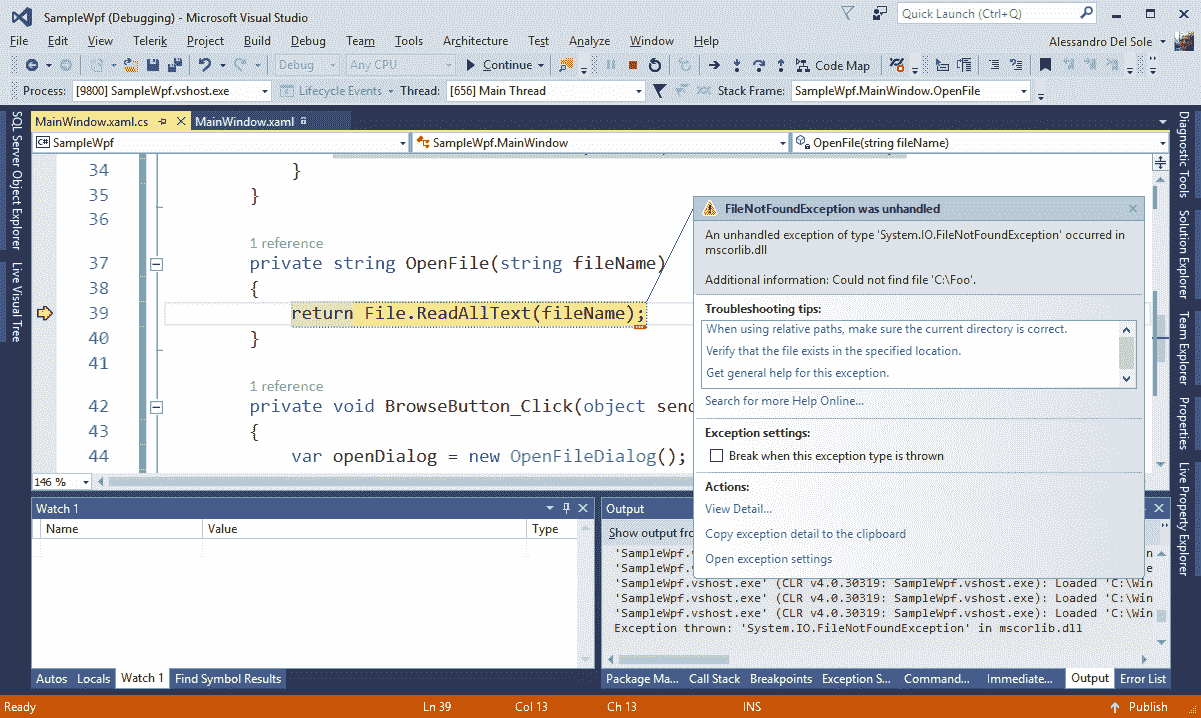 SampleWpf (Debugging) - Microsoft Visual Studio
Quick Launch (Ctrl+Q)
File Edit View Telerik Project Build Debug Team Tools Architecture Test Analyze Window Help
Alessandro Del Sole
Debug Any CPU Continue Code Map
Process: [9800] SampleWpf.vshost.exe Lifecycle Events Thread: [656] Main Thread Stack Frame: SampleWpf.MainWindow.OpenFile
MainWindow.xaml.cs MainWindow.xaml
SampleWpf SampleWpf.MainWindow OpenFile(string fileName)
SQL Server Object Explorer
Live Visual Tree
34 }
35 }
36
1 reference
37 private string OpenFile(string fileName)
38 {
39 return File.ReadAllText(fileName);
40 }
41
1 reference
42 private void BrowseButton_Click(object send
43 {
44 var openDialog = new OpenFileDialog();
146 %
FileNotFoundException was unhandled
An unhandled exception of type 'System.IO.FileNotFoundException' occurred in
mscorlib.dll
Additional information: Could not find file 'C:\Foo'.
Troubleshooting tips:
When using relative paths, make sure the current directory is correct.
Verify that the file exists in the specified location.
Get general help for this exception.
Search for more Help Online...
Exception settings:
Break when this exception type is thrown
Actions:
View Detail...
Copy exception detail to the clipboard
Open exception settings
Diagnostic Tools
Solution Explorer
Team Explorer
Properties
Live Property Explorer
Watch 1
Name Value Type
Autos Locals Watch 1 Find Symbol Results
Output
Show output fro
'SampleWpf.v
'SampleWpf.v
'SampleWpf.vshost.exe' (CLR v4.0.30319: SampleWpf.vshost.exe): Loaded 'C:\Win
'SampleWpf.vshost.exe' (CLR v4.0.30319: SampleWpf.vshost.exe): Loaded 'C:\Win
'SampleWpf.vshost.exe' (CLR v4.0.30319: SampleWpf.vshost.exe): Loaded 'C:\Win
Exception thrown: 'System.IO.FileNotFoundException' in mscorlib.dll
Package Ma... Call Stack Breakpoints Exception S... Command... Immediate... Output Error List
Ready Ln 39 Col 13 Ch 13 INS Publish